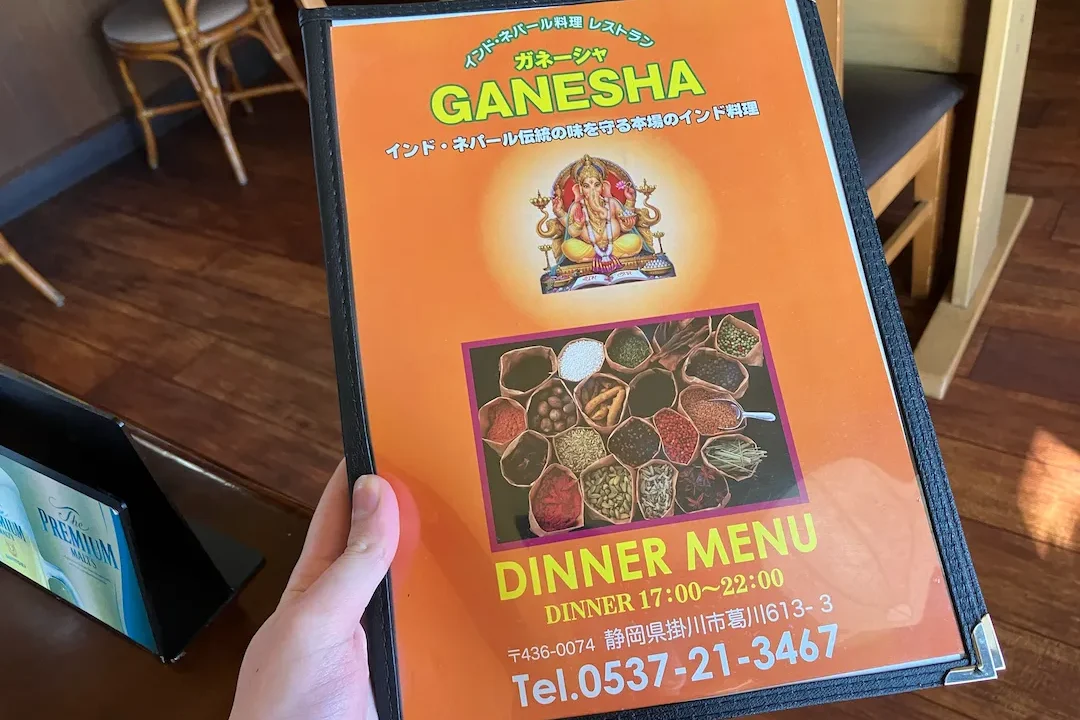 インド・ネパール料理 レストラン
ガネーシャ
GANESHA
インド・ネパール伝統の味を守る本場のインド料理
DINNER MENU
DINNER 17:00～22:00
〒436-0074 静岡県掛川市葛川613-3
Tel.0537-21-3467
The
PREMIUM
MALT'S